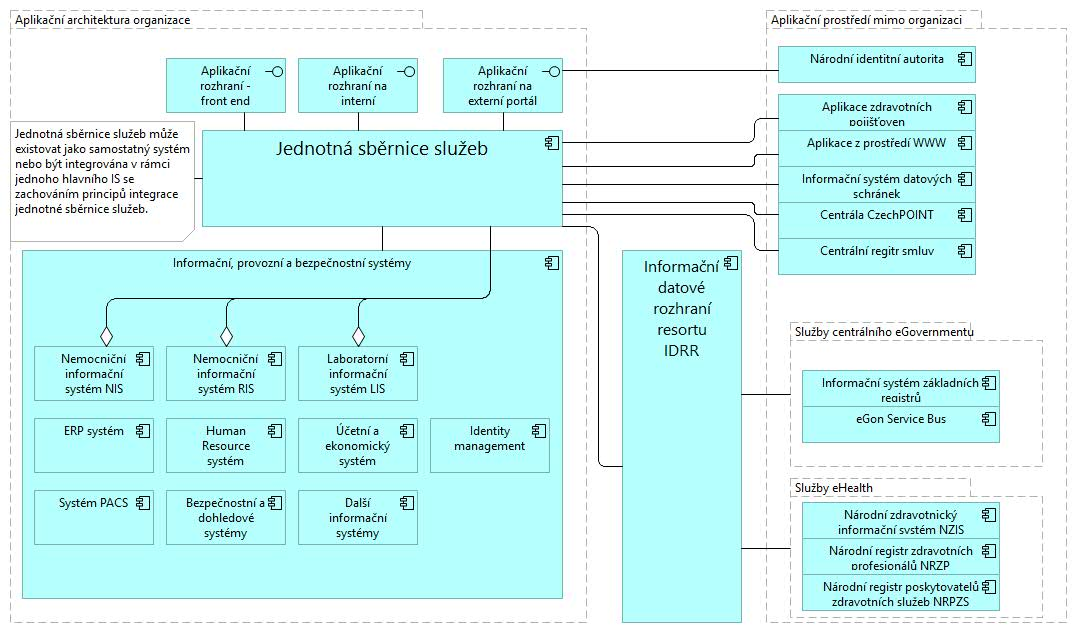 Aplikační architektura organizace
Aplikační prostředí mimo organizaci
Aplikační
rozhraní -
front end
Aplikační
rozhraní na
interní
Aplikační
rozhraní na
externí portál
Národní identitní autorita
Jednotná sběrnice služeb může
existovat jako samostatný systém
nebo být integrována v rámci
jednoho hlavního IS se
zachováním principů integrace
jednotné sběrnice služeb.
Jednotná sběrnice služeb
Aplikace zdravotních
pojišťoven
Aplikace z prostředí WWW
Informační systém datových
schránek
Centrála CzechPOINT
Centrální registr smluv
Informační, provozní a bezpečnostní systémy
Informační
datové
rozhraní
resortu
IDRR
Nemocniční
informační
systém NIS
Nemocniční
informační
systém RIS
Laboratorní
informační
systém LIS
ERP systém
Human
Resource
systém
Účetní a
ekonomický
systém
Identity
management
Systém PACS
Bezpečnostní a
dohledové
systémy
Další
informační
systémy
Služby centrálního eGovernmentu
Informační systém základních
registrů
eGon Service Bus
Služby eHealth
Národní zdravotnický
informační systém NZIS
Národní registr zdravotních
profesionálů NRZP
Národní registr poskytovatelů
zdravotních služeb NRPZS